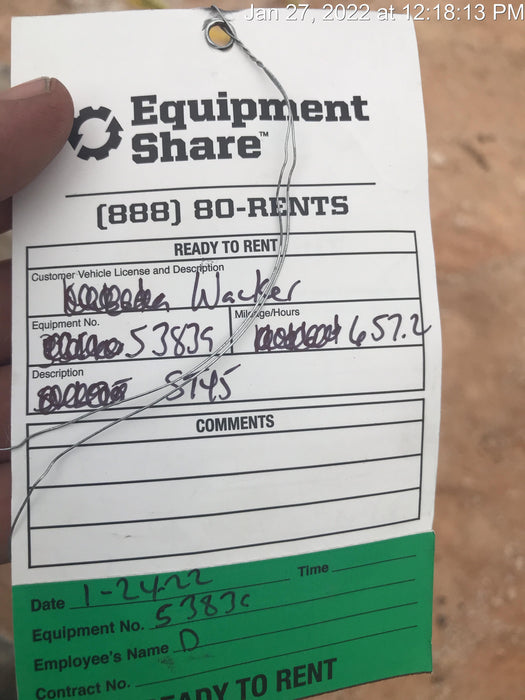 Jan 27, 2022 at 12:18:13 PM
Equipment
Share™
(888) 80-RENTS
READY TO RENT
Customer Vehicle License and Description
Wacker
Equipment No. Mileage/Hours
53839 657.2
Description
ST45
COMMENTS
Date 1-24-22 Time
Equipment No. 53839
Employee's Name D
Contract No.
READY TO RENT